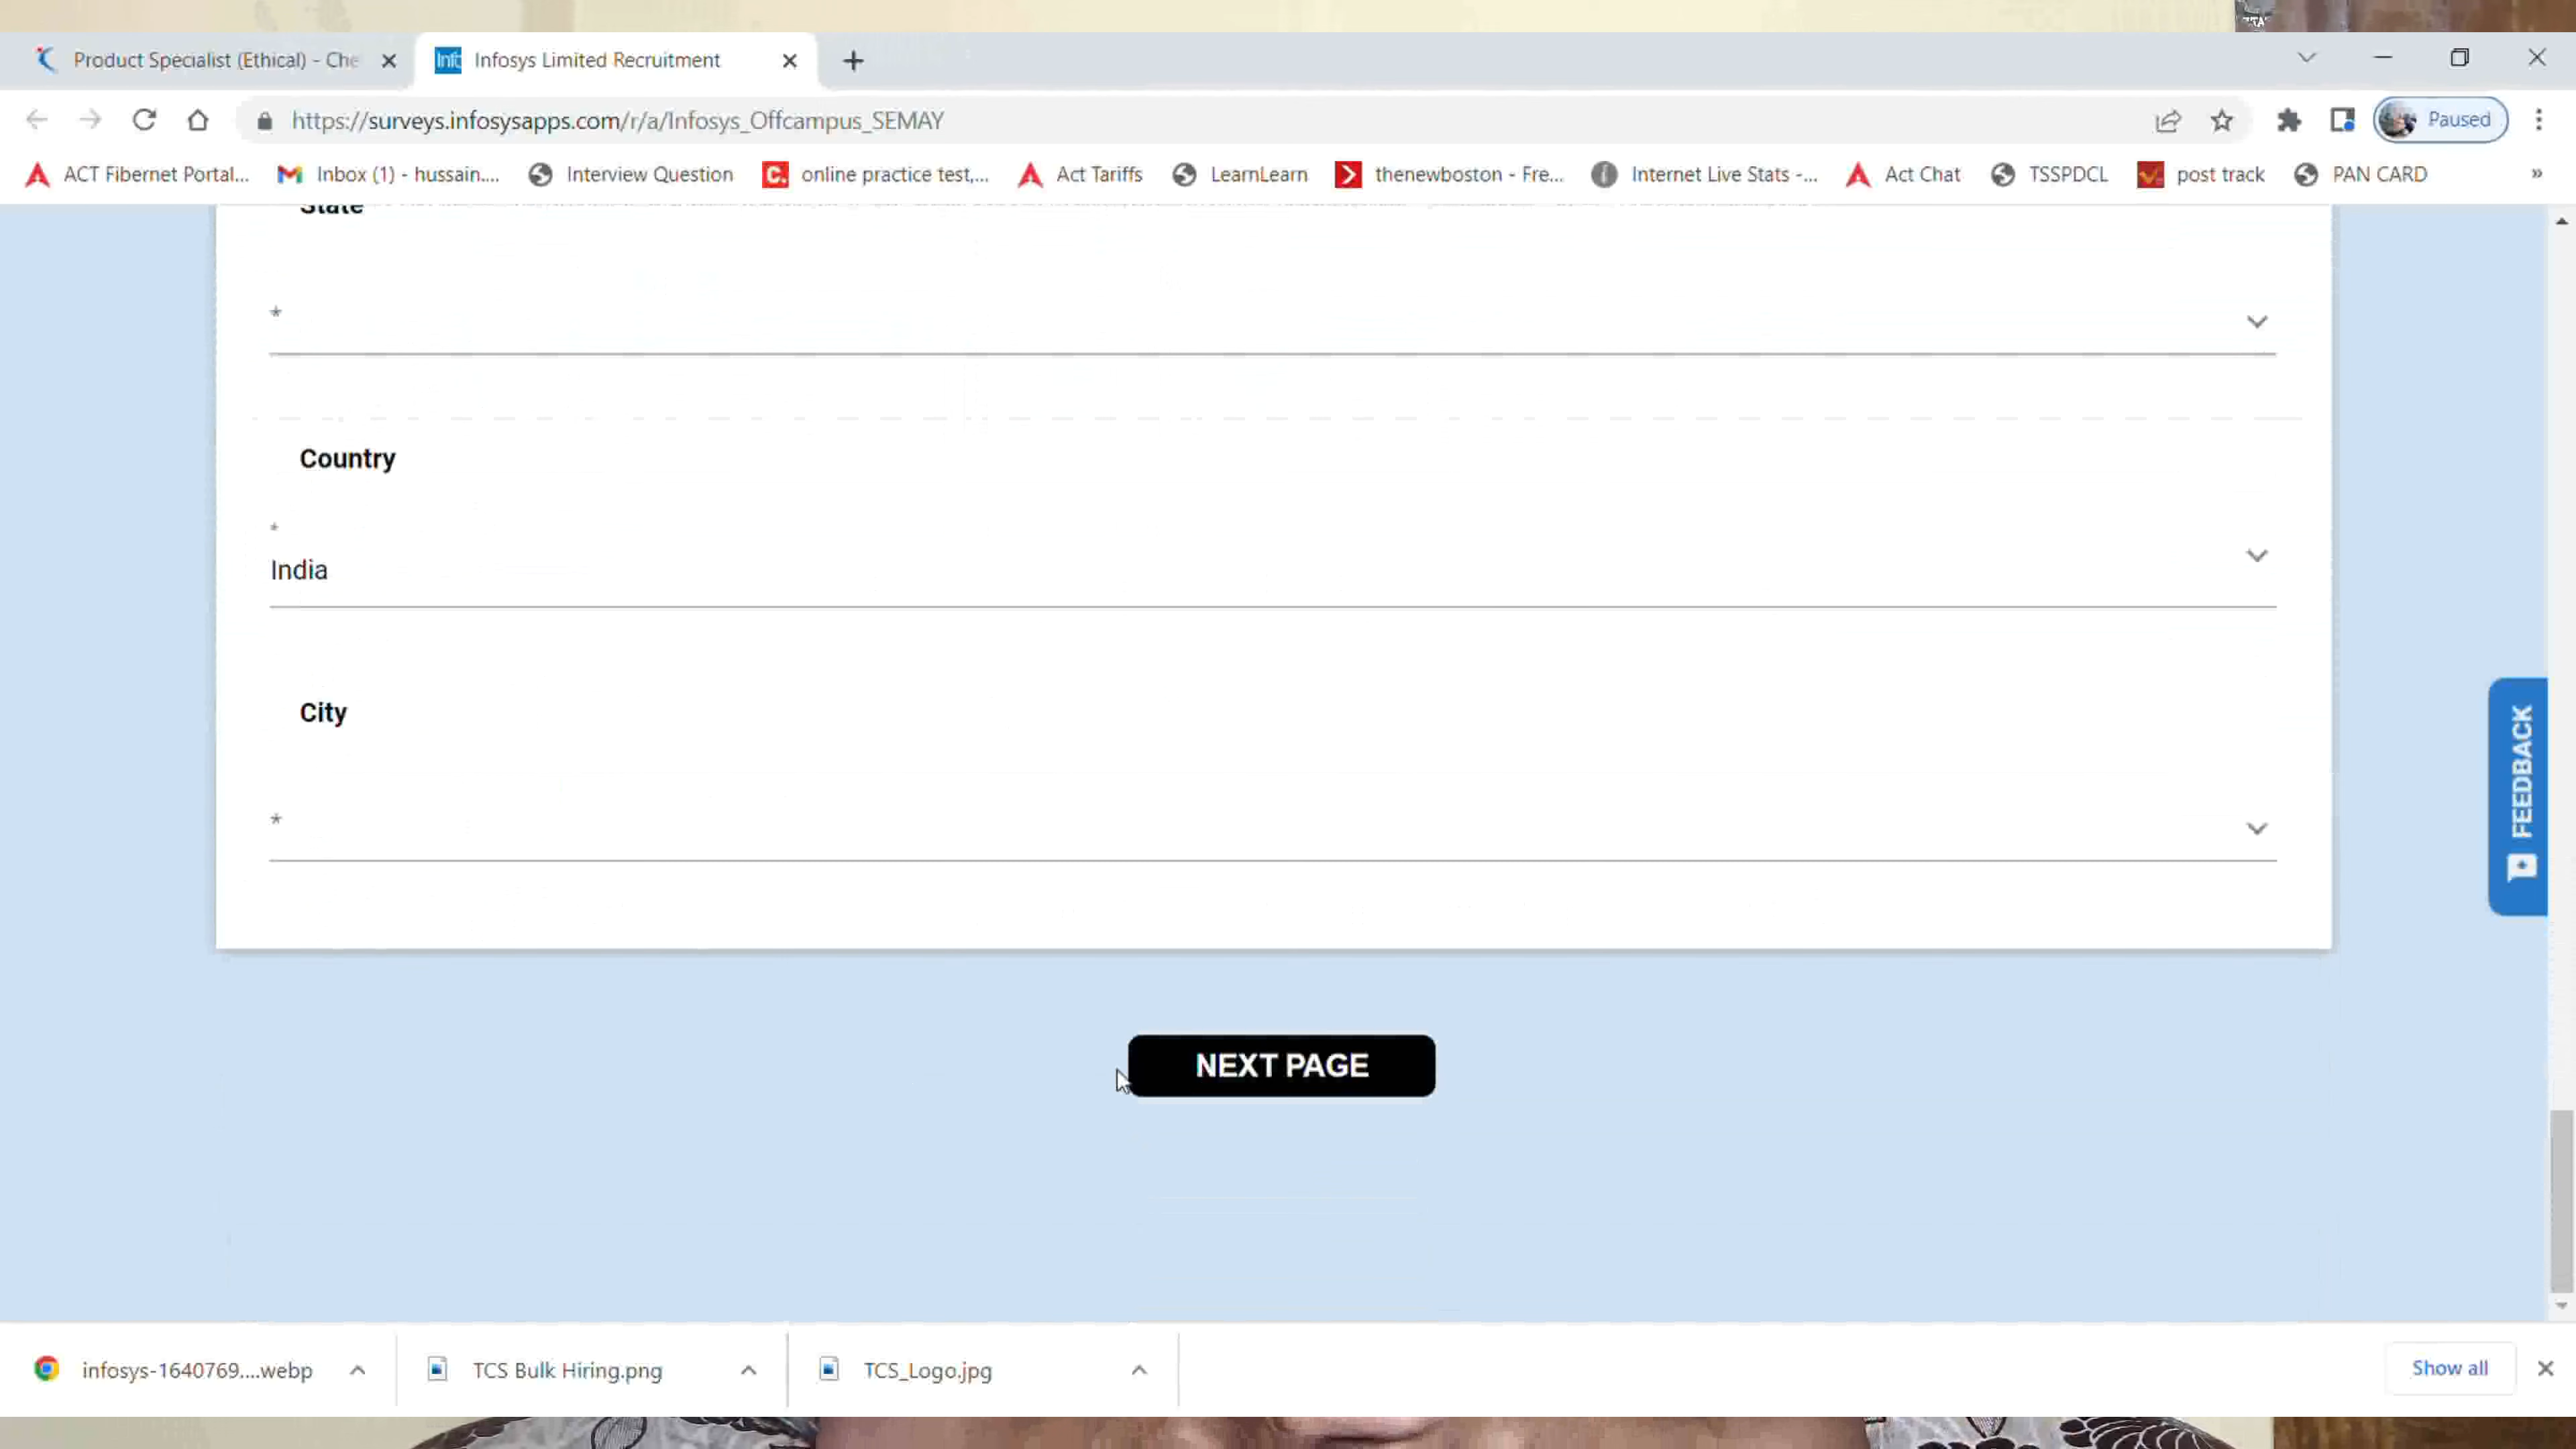 Product Specialist (Ethical) - Che
Infosys Limited Recruitment
https://surveys.infosysapps.com/r/a/Infosys_Offcampus_SEMAY
Paused
ACT Fibernet Portal...
Inbox (1) - hussain....
Interview Question
online practice test,...
Act Tariffs
LearnLearn
thenewboston - Fre...
Internet Live Stats -...
Act Chat
TSSPDCL
post track
PAN CARD
»
State
*
Country
*
India
City
*
FEEDBACK
NEXT PAGE
infosys-1640769....webp
TCS Bulk Hiring.png
TCS_Logo.jpg
Show all